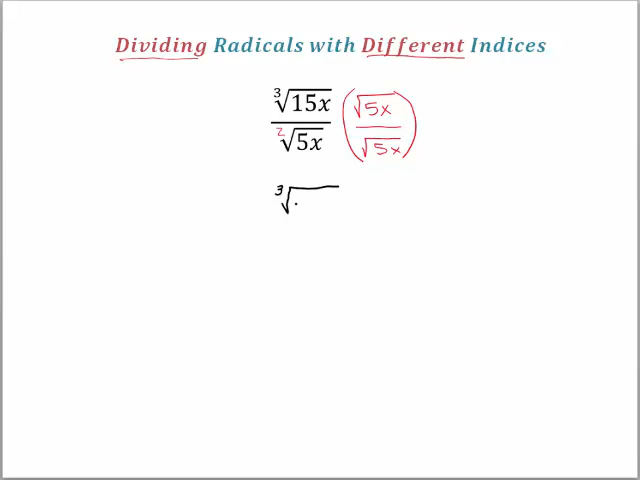 Dividing Radicals with Different Indices
∛15x √5x
²√5x √5x
∛